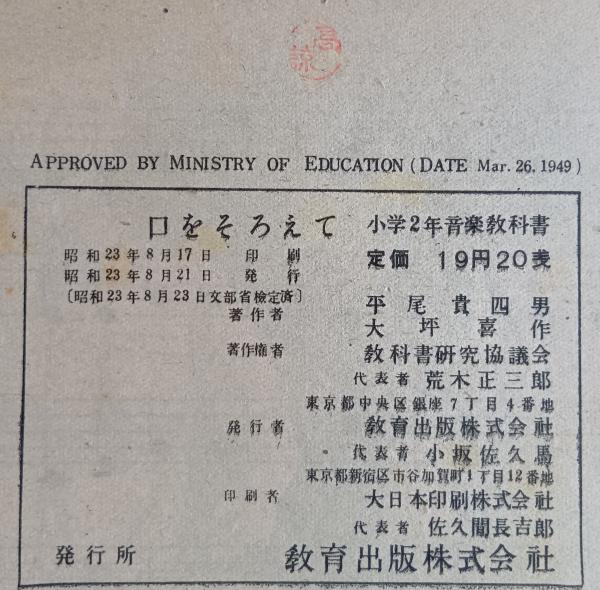 高
諒
APPROVED BY MINISTRY OF EDUCATION (DATE Mar. 26, 1949)
口をそろえて 小学2年音楽教科書
昭和23年8月17日 印刷 定価 19円20戋
昭和23年8月21日 発行
〔昭和23年8月23日文部省検定済〕
著作者 平尾貴四男
大坪喜作
著作権者 教科書研究協議会
代表者 荒木正三郎
東京都中央区銀座7丁目4番地
発行者 教育出版株式会社
代表者 小坂佐久馬
東京都新宿区市谷加賀町1丁目12番地
印刷者 大日本印刷株式会社
代表者 佐久間長吉郎
発行所 教育出版株式会社